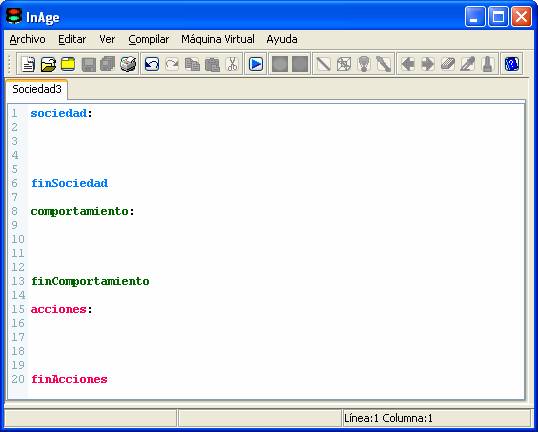 InAge
Archivo Editar Ver Compilar Máquina Virtual Ayuda
Sociedad3
1 sociedad:
2
3
4
5
6 finSociedad
7
8 comportamiento:
9
10
11
12
13 finComportamiento
14
15 acciones:
16
17
18
19
20 finAcciones
Línea:1 Columna:1